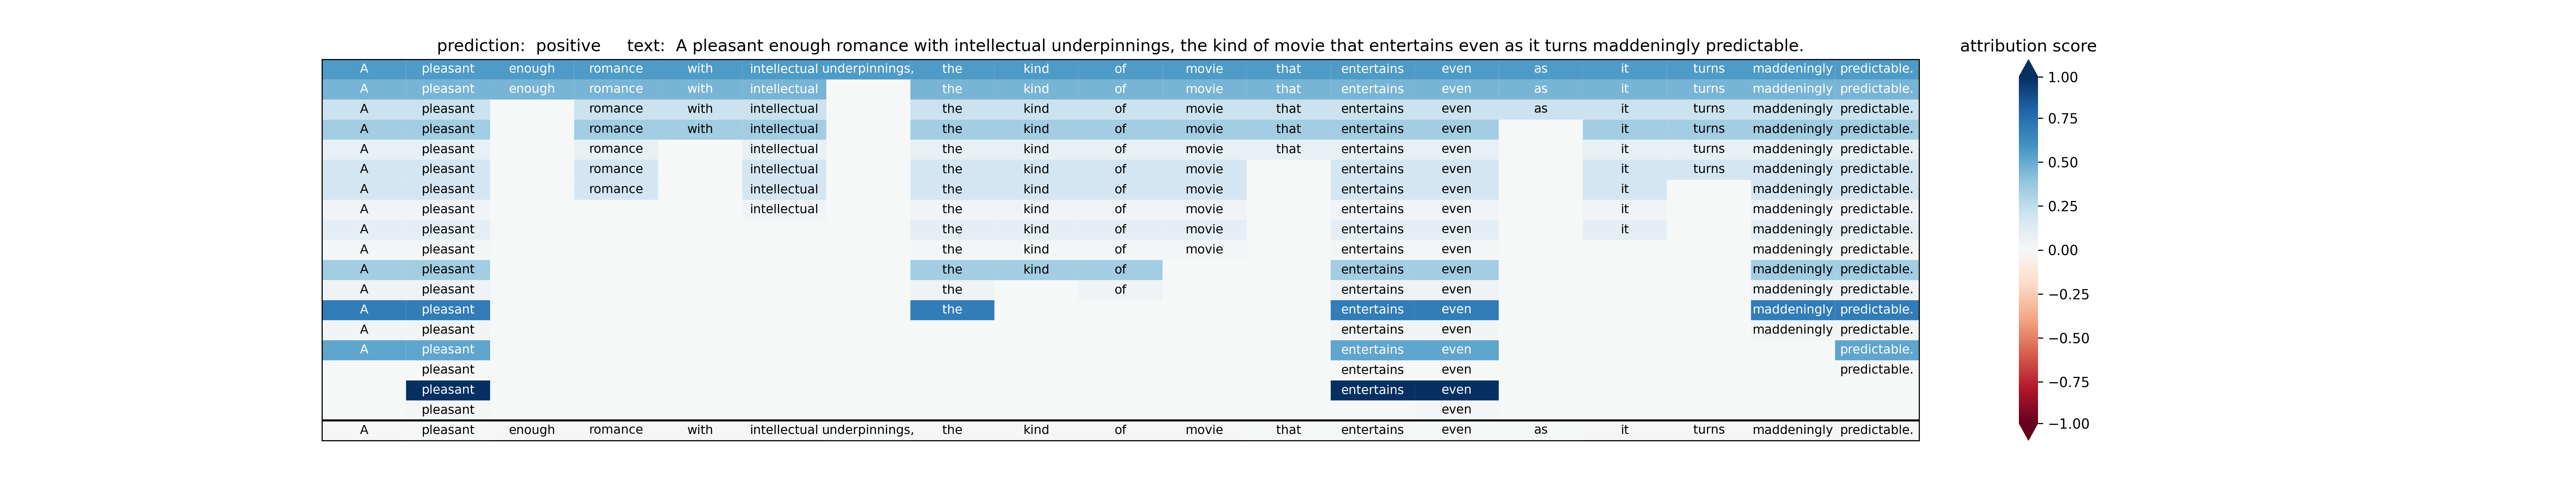 prediction: positive text: A pleasant enough romance with intellectual underpinnings, the kind of movie that entertains even as it turns maddeningly predictable.
attribution score
A pleasant enough romance with intellectual underpinnings, the kind of movie that entertains even as it turns maddeningly predictable.
A pleasant enough romance with intellectual the kind of movie that entertains even as it turns maddeningly predictable.
A pleasant romance with intellectual the kind of movie that entertains even as it turns maddeningly predictable.
A pleasant romance with intellectual the kind of movie that entertains even it turns maddeningly predictable.
A pleasant romance intellectual the kind of movie that entertains even it turns maddeningly predictable.
A pleasant romance intellectual the kind of movie entertains even it turns maddeningly predictable.
A pleasant romance intellectual the kind of movie entertains even it maddeningly predictable.
A pleasant intellectual the kind of movie entertains even it maddeningly predictable.
A pleasant the kind of movie entertains even it maddeningly predictable.
A pleasant the kind of movie entertains even maddeningly predictable.
A pleasant the kind of entertains even maddeningly predictable.
A pleasant the of entertains even maddeningly predictable.
A pleasant the entertains even maddeningly predictable.
A pleasant entertains even maddeningly predictable.
A pleasant entertains even predictable.
pleasant entertains even predictable.
pleasant entertains even
pleasant even
A pleasant enough romance with intellectual underpinnings, the kind of movie that entertains even as it turns maddeningly predictable.
1.00
0.75
0.50
0.25
0.00
−0.25
−0.50
−0.75
−1.00